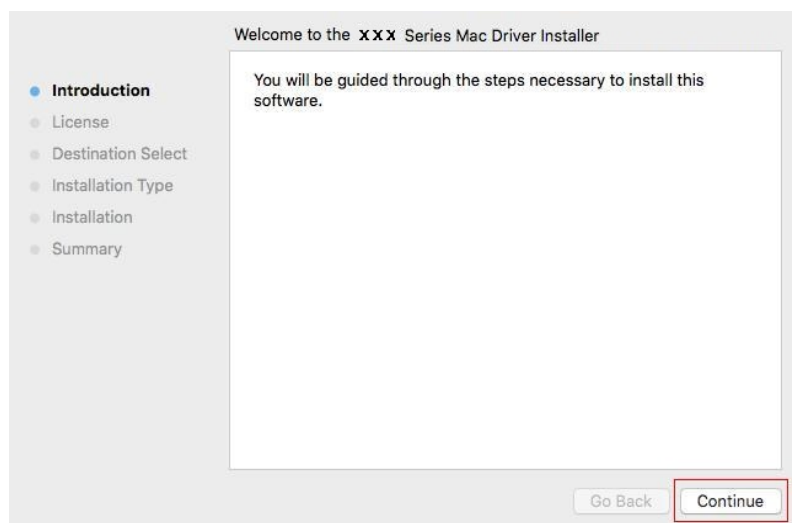 Welcome to the XXX Series Mac Driver Installer
Introduction
License
Destination Select
Installation Type
Installation
Summary
You will be guided through the steps necessary to install this
software.
Go Back
Continue